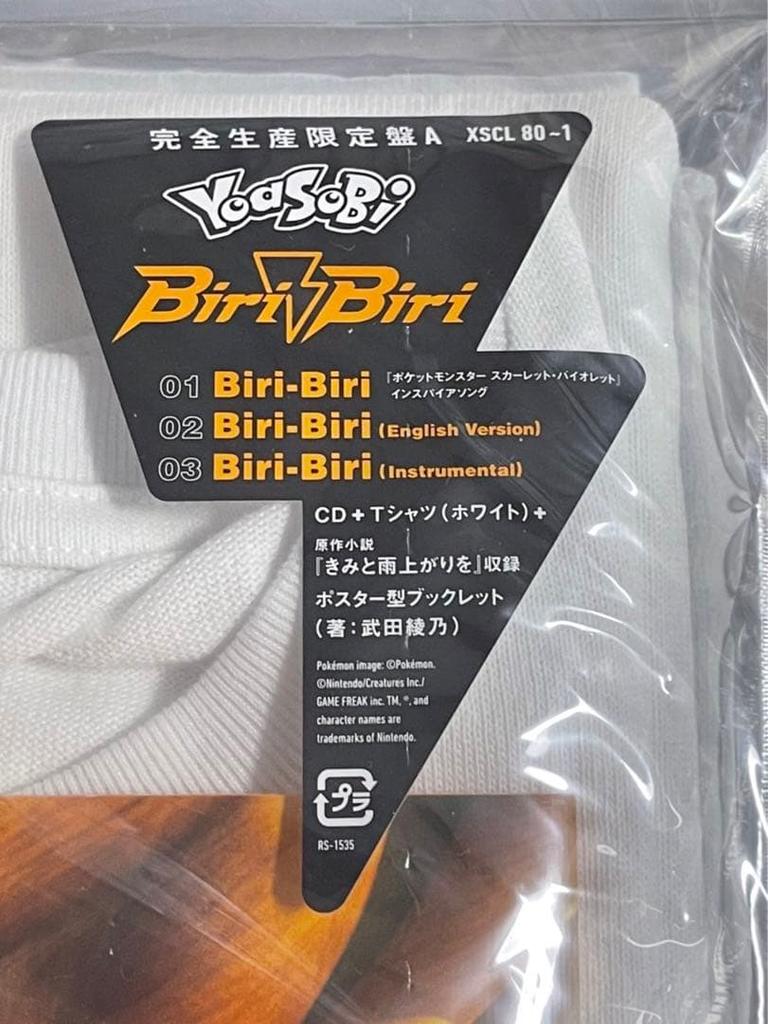 完全生産限定盤A XSCL 80~1
YOASOBI
Biri Biri
01 Biri-Biri 『ポケットモンスター スカーレット・バイオレット』
インスパイアソング
02 Biri-Biri (English Version)
03 Biri-Biri (Instrumental)
CD+Tシャツ(ホワイト)+
原作小説
『きみと雨上がりを』収録
ポスター型ブックレット
(著:武田綾乃)
Pokémon image: ©Pokémon.
©Nintendo/Creatures Inc./
GAME FREAK inc. TM, ®, and
character names are
trademarks of Nintendo.
プラ
RS-1535